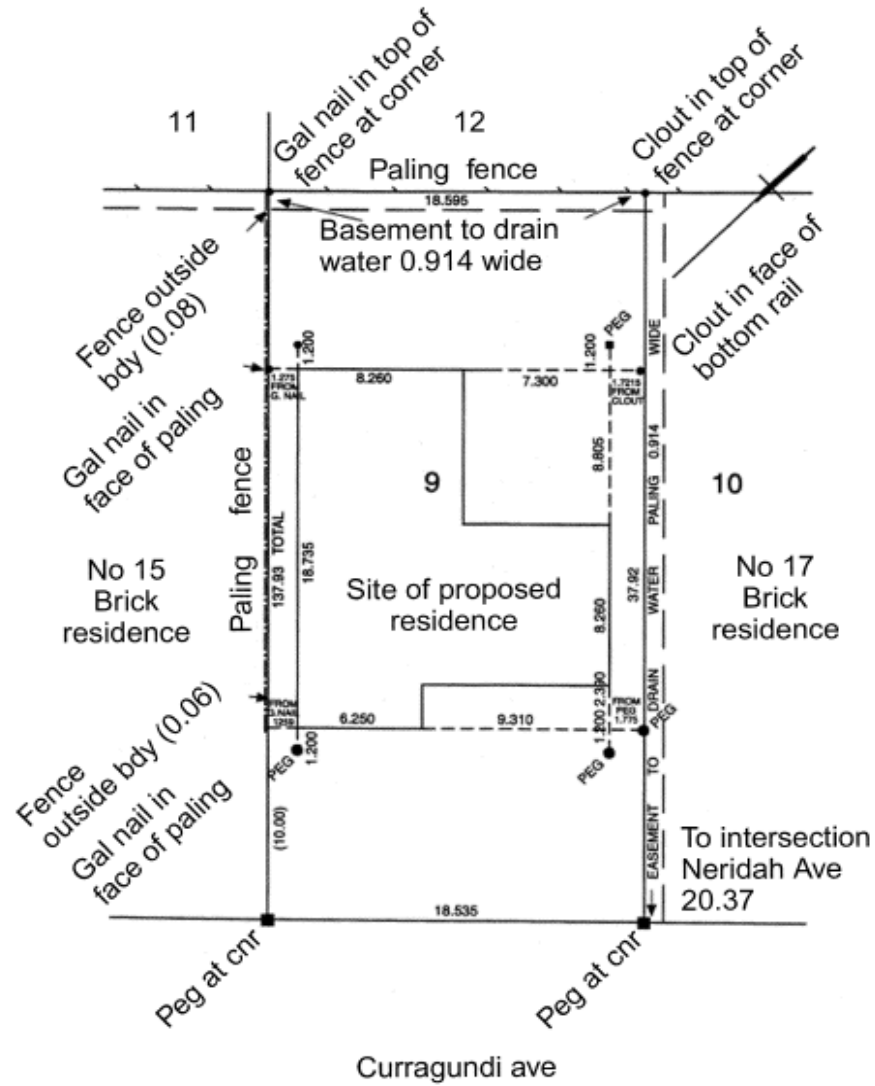 11
12
Gal nail in top of
fence at corner
Clout in top of
fence at corner
Paling fence
18.595
Basement to drain
water 0.914 wide
Fence outside
bdy (0.08)
Clout in face of
bottom rail
1.200
PEG
1.200
1.275
FROM
G. NAIL
8.260
7.300
1.7215
FROM
CLOUT
Gal nail in
face of paling
8.805
9
10
Paling fence
137.93 TOTAL
18.735
37.92
EASEMENT TO DRAIN WATER PALING 0.914 WIDE
No 15
Brick
residence
Site of proposed
residence
No 17
Brick
residence
8.260
FROM
G.NAIL
6.250
9.310
1.200 2.390
FROM
PEG
1.775
PEG
Fence
outside bdy (0.06)
Gal nail in
face of paling
PEG
1.200
PEG
(10.00)
To intersection
Neridah Ave
20.37
18.535
Peg at cnr
Peg at cnr
Curragundi ave